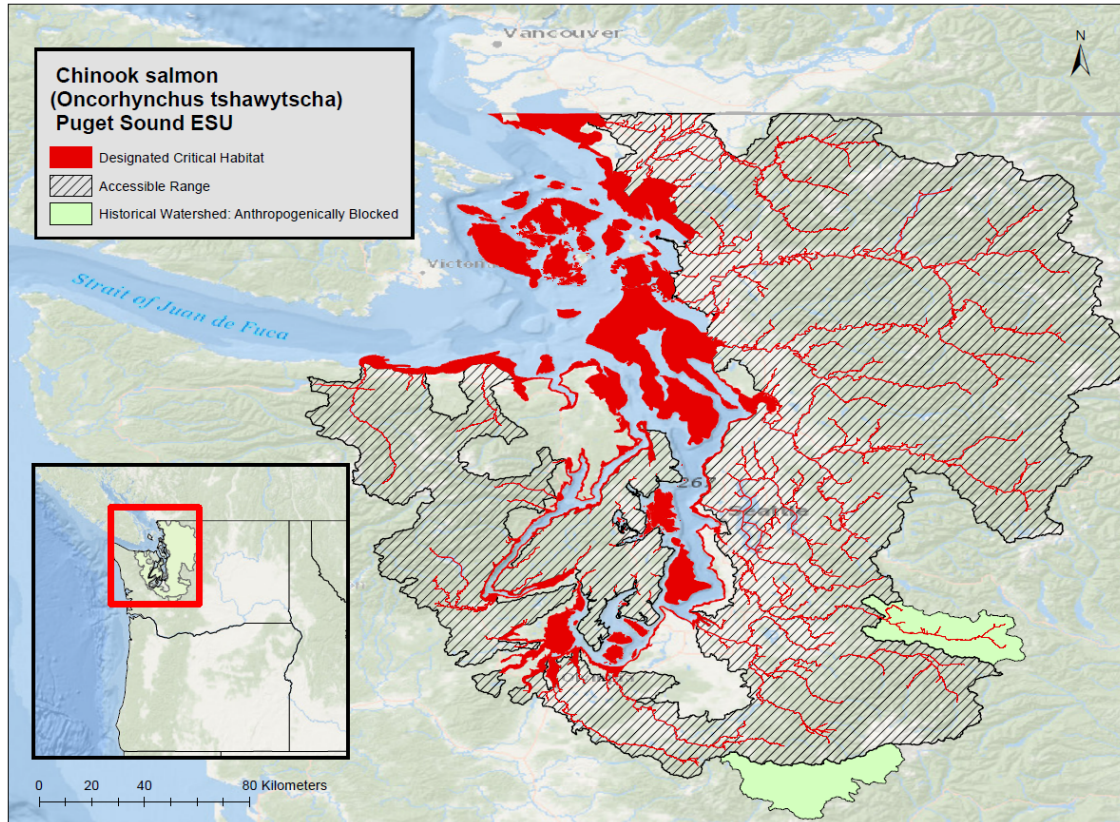 Vancouver
N
Chinook salmon
(Oncorhynchus tshawytscha)
Puget Sound ESU
Designated Critical Habitat
Accessible Range
Historical Watershed: Anthropogenically Blocked
Strait of Juan de Fuca
Seattle
0 20 40 80 Kilometers